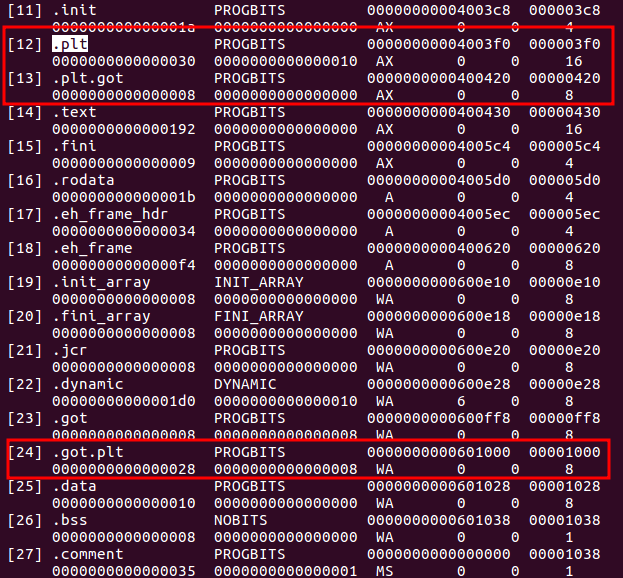 [11] .init PROGBITS 00000000004003c8 000003c8
000000000000001a 0000000000000000 AX 0 0 4
[12] .plt PROGBITS 00000000004003f0 000003f0
0000000000000030 0000000000000010 AX 0 0 16
[13] .plt.got PROGBITS 0000000000400420 00000420
0000000000000008 0000000000000000 AX 0 0 8
[14] .text PROGBITS 0000000000400430 00000430
0000000000000192 0000000000000000 AX 0 0 16
[15] .fini PROGBITS 00000000004005c4 000005c4
0000000000000009 0000000000000000 AX 0 0 4
[16] .rodata PROGBITS 00000000004005d0 000005d0
000000000000001b 0000000000000000 A 0 0 4
[17] .eh_frame_hdr PROGBITS 00000000004005ec 000005ec
0000000000000034 0000000000000000 A 0 0 4
[18] .eh_frame PROGBITS 0000000000400620 00000620
00000000000000f4 0000000000000000 A 0 0 8
[19] .init_array INIT_ARRAY 0000000000600e10 00000e10
0000000000000008 0000000000000000 WA 0 0 8
[20] .fini_array FINI_ARRAY 0000000000600e18 00000e18
0000000000000008 0000000000000000 WA 0 0 8
[21] .jcr PROGBITS 0000000000600e20 00000e20
0000000000000008 0000000000000000 WA 0 0 8
[22] .dynamic DYNAMIC 0000000000600e28 00000e28
00000000000001d0 0000000000000010 WA 6 0 8
[23] .got PROGBITS 0000000000600ff8 00000ff8
0000000000000008 0000000000000008 WA 0 0 8
[24] .got.plt PROGBITS 0000000000601000 00001000
0000000000000028 0000000000000008 WA 0 0 8
[25] .data PROGBITS 0000000000601028 00001028
0000000000000010 0000000000000000 WA 0 0 8
[26] .bss NOBITS 0000000000601038 00001038
0000000000000008 0000000000000000 WA 0 0 1
[27] .comment PROGBITS 0000000000000000 00001038
0000000000000035 0000000000000001 MS 0 0 1